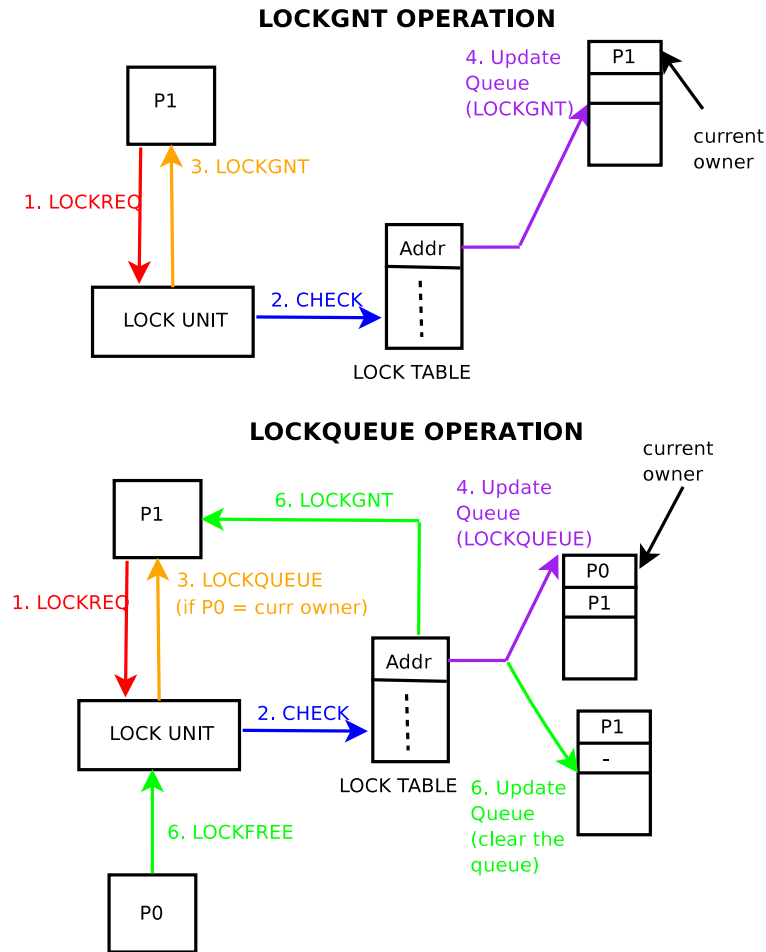 LOCKGNT OPERATION
P1
4. Update
Queue
(LOCKGNT)
P1
current
owner
3. LOCKGNT
1. LOCKREQ
Addr
2. CHECK
LOCK UNIT
LOCK TABLE
LOCKQUEUE OPERATION
current
owner
P1
6. LOCKGNT
4. Update
Queue
(LOCKQUEUE)
P0
P1
3. LOCKQUEUE
(if P0 = curr owner)
1. LOCKREQ
Addr
2. CHECK
LOCK UNIT
LOCK TABLE
P1
-
6. Update
Queue
(clear the
queue)
6. LOCKFREE
P0